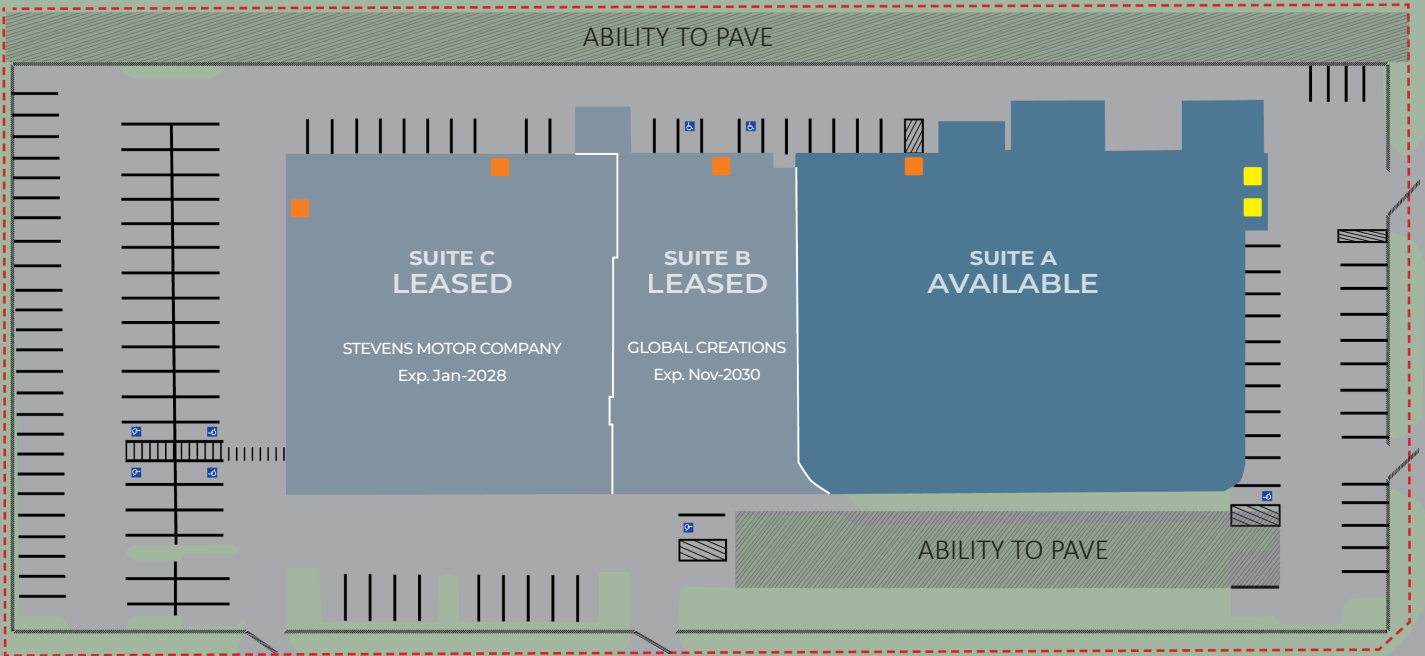 ABILITY TO PAVE
SUITE C
LEASED
STEVENS MOTOR COMPANY
Exp. Jan-2028
SUITE B
LEASED
GLOBAL CREATIONS
Exp. Nov-2030
SUITE A
AVAILABLE
ABILITY TO PAVE